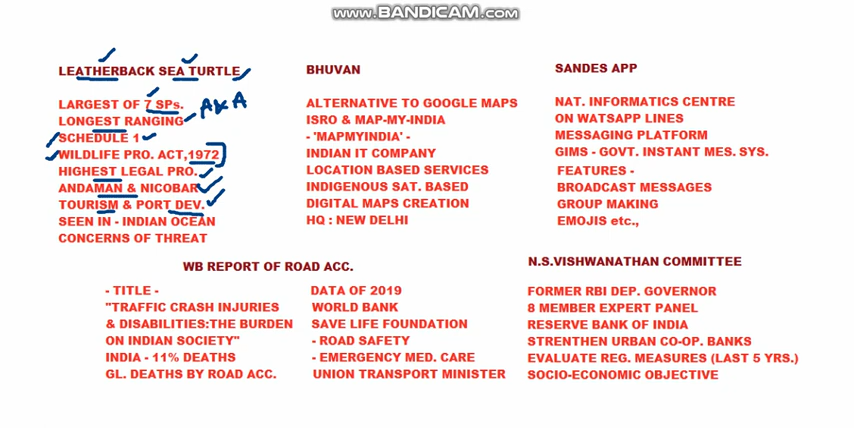 www.BANDICAM.com
LEATHERBACK SEA TURTLE
LARGEST OF 7 SPs.
LONGEST RANGING
A&A
SCHEDULE 1
WILDLIFE PRO. ACT,1972
HIGHEST LEGAL PRO.
ANDAMAN & NICOBAR
TOURISM & PORT DEV.
SEEN IN - INDIAN OCEAN
CONCERNS OF THREAT
BHUVAN
ALTERNATIVE TO GOOGLE MAPS
ISRO & MAP-MY-INDIA
- 'MAPMYINDIA' -
INDIAN IT COMPANY
LOCATION BASED SERVICES
INDIGENOUS SAT. BASED
DIGITAL MAPS CREATION
HQ : NEW DELHI
SANDES APP
NAT. INFORMATICS CENTRE
ON WATSAPP LINES
MESSAGING PLATFORM
GIMS - GOVT. INSTANT MES. SYS.
FEATURES -
BROADCAST MESSAGES
GROUP MAKING
EMOJIS etc.,
WB REPORT OF ROAD ACC.
- TITLE -
"TRAFFIC CRASH INJURIES
& DISABILITIES:THE BURDEN
ON INDIAN SOCIETY"
INDIA - 11% DEATHS
GL. DEATHS BY ROAD ACC.
DATA OF 2019
WORLD BANK
SAVE LIFE FOUNDATION
- ROAD SAFETY
- EMERGENCY MED. CARE
UNION TRANSPORT MINISTER
N.S.VISHWANATHAN COMMITTEE
FORMER RBI DEP. GOVERNOR
8 MEMBER EXPERT PANEL
RESERVE BANK OF INDIA
STRENTHEN URBAN CO-OP. BANKS
EVALUATE REG. MEASURES (LAST 5 YRS.)
SOCIO-ECONOMIC OBJECTIVE